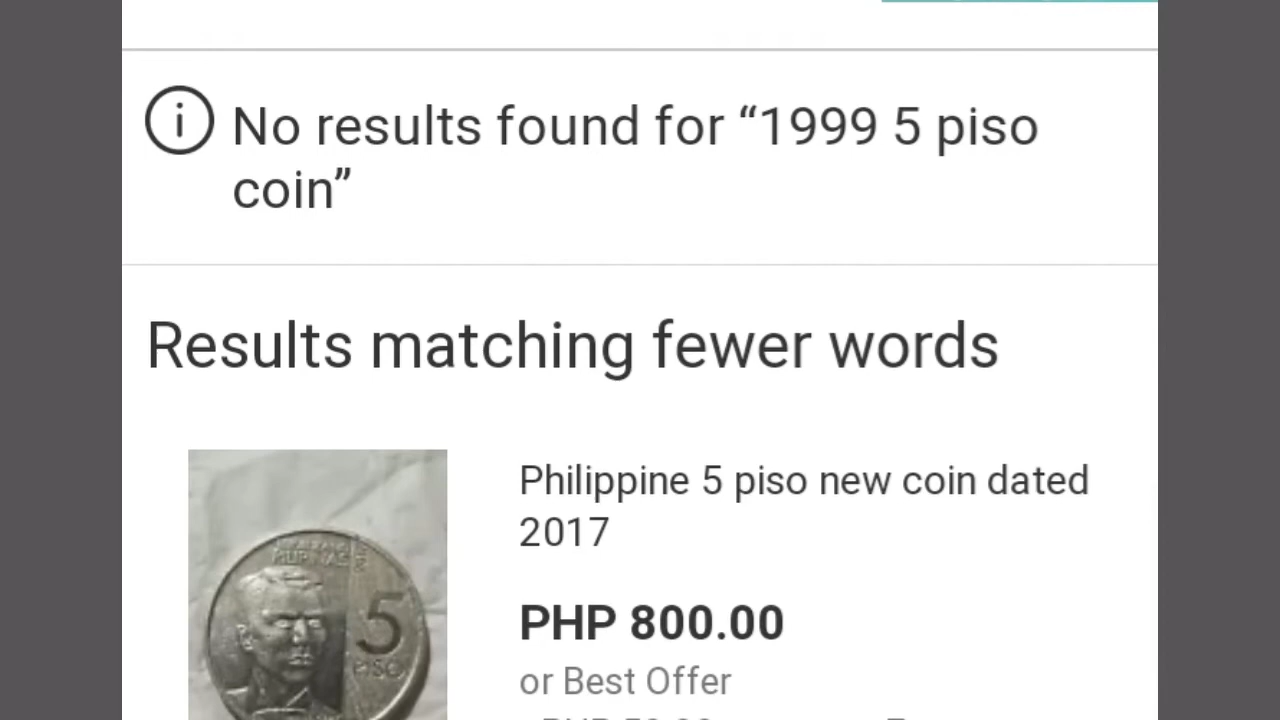 No results found for “1999 5 piso
coin”
Results matching fewer words
Philippine 5 piso new coin dated
2017
PHP 800.00
or Best Offer
5
PISO